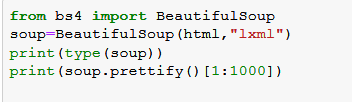 from bs4 import BeautifulSoup
soup=BeautifulSoup(html,"lxml")
print(type(soup))
print(soup.prettify()[1:1000])